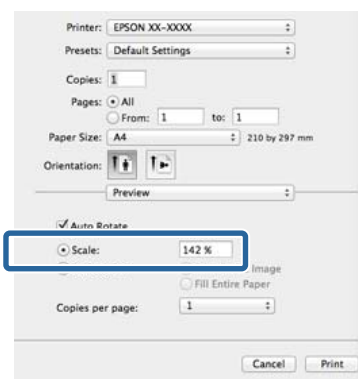 Printer: EPSON XX-XXXX
Presets: Default Settings
Copies: 1
Pages: All
From: 1 to: 1
Paper Size: A4 210 by 297 mm
Orientation:
Preview
Auto Rotate
Scale: 142 %
Image
Fill Entire Paper
Copies per page: 1
Cancel Print